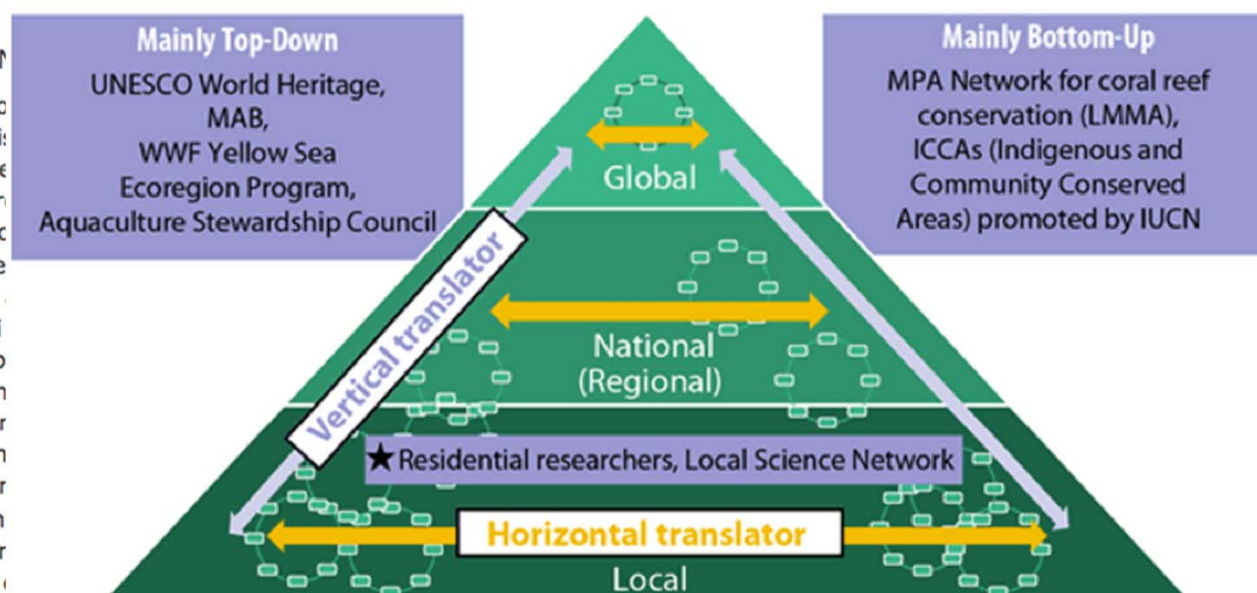 Mainly Top-Down
UNESCO World Heritage,
MAB,
WWF Yellow Sea
Ecoregion Program,
Aquaculture Stewardship Council
Mainly Bottom-Up
MPA Network for coral reef
conservation (LMMA),
ICCAs (Indigenous and
Community Conserved
Areas) promoted by IUCN
Global
Vertical translator
National
(Regional)
★Residential researchers, Local Science Network
Horizontal translator
Local